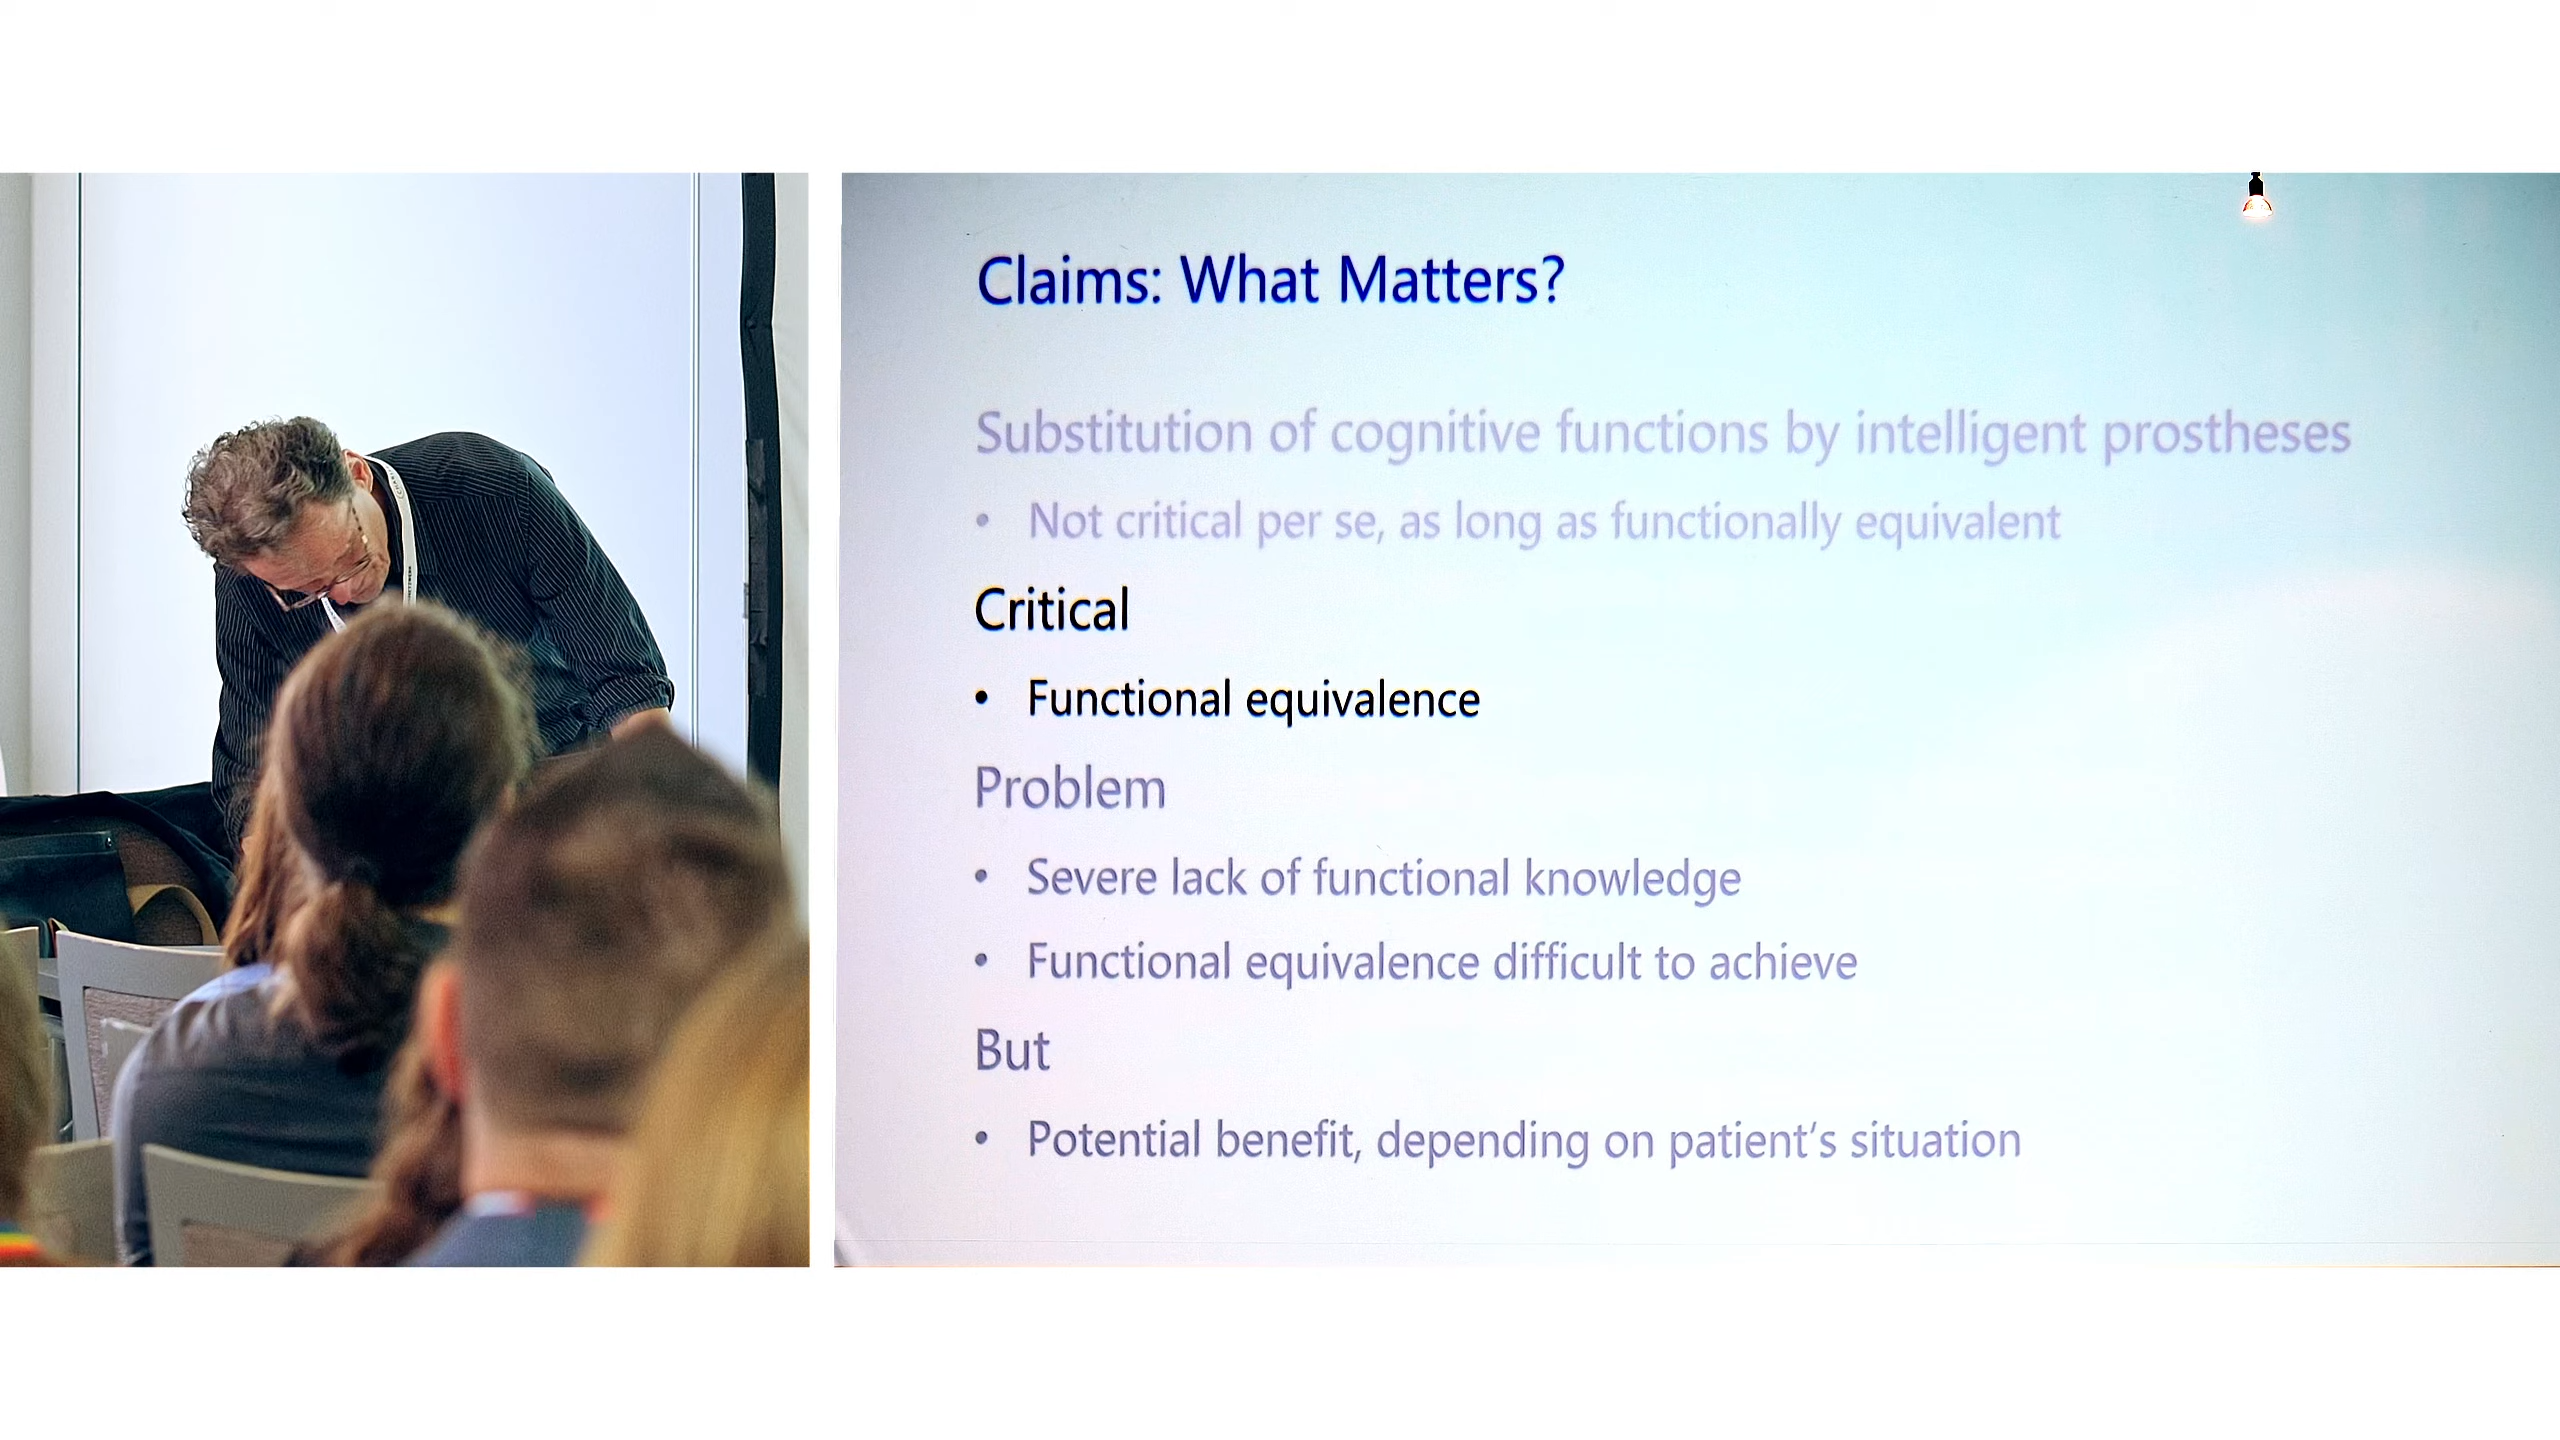 Claims: What Matters?
Substitution of cognitive functions by intelligent prostheses
• Not critical per se, as long as functionally equivalent
Critical
• Functional equivalence
Problem
• Severe lack of functional knowledge
• Functional equivalence difficult to achieve
But
• Potential benefit, depending on patient's situation